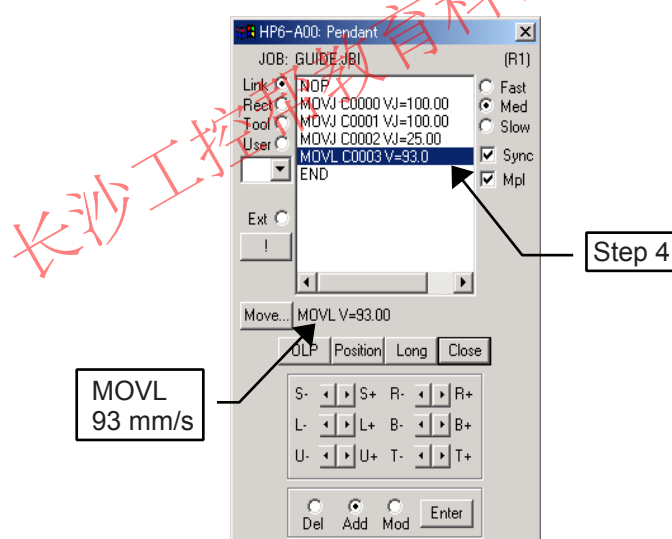 HP6-A00: Pendant
JOB: GUIDE.JBI (R1)
Link NOP Fast
Rect MOVJ C0000 VJ=100.00 Med
Tool MOVJ C0001 VJ=100.00 Slow
User MOVJ C0002 VJ=25.00
MOVL C0003 V=93.0 Sync
END Mpl
Ext
!
Step 4
Move... MOVL V=93.00
OLP Position Long Close
MOVL
93 mm/s
S- S+ R- R+
L- L+ B- B+
U- U+ T- T+
Del Add Mod Enter
长沙工控帮教育科